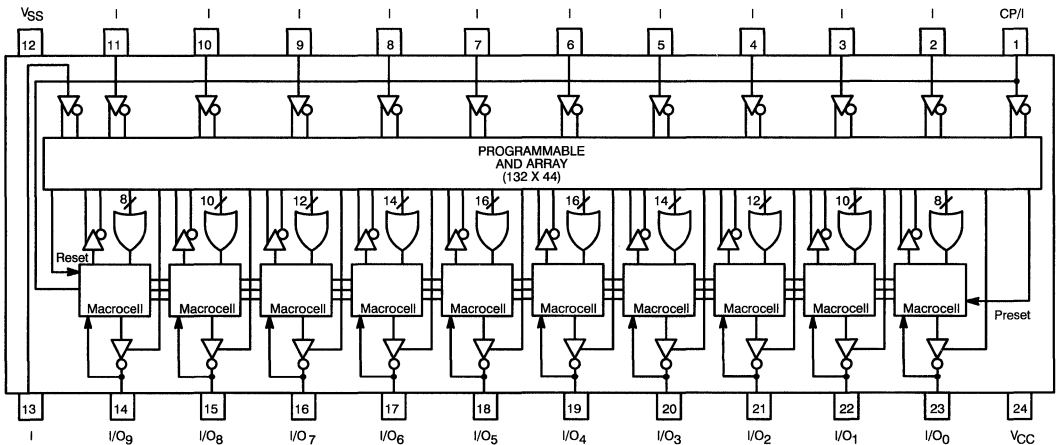 VSS I I I I I I I I I I CP/I
12 11 10 9 8 7 6 5 4 3 2 1
PROGRAMMABLE
AND ARRAY
(132 X 44)
8 10 12 14 16 16 14 12 10 8
Reset
Macrocell Macrocell Macrocell Macrocell Macrocell Macrocell Macrocell Macrocell Macrocell Macrocell
Preset
13 14 15 16 17 18 19 20 21 22 23 24
I I/O9 I/O8 I/O7 I/O6 I/O5 I/O4 I/O3 I/O2 I/O1 I/O0 VCC